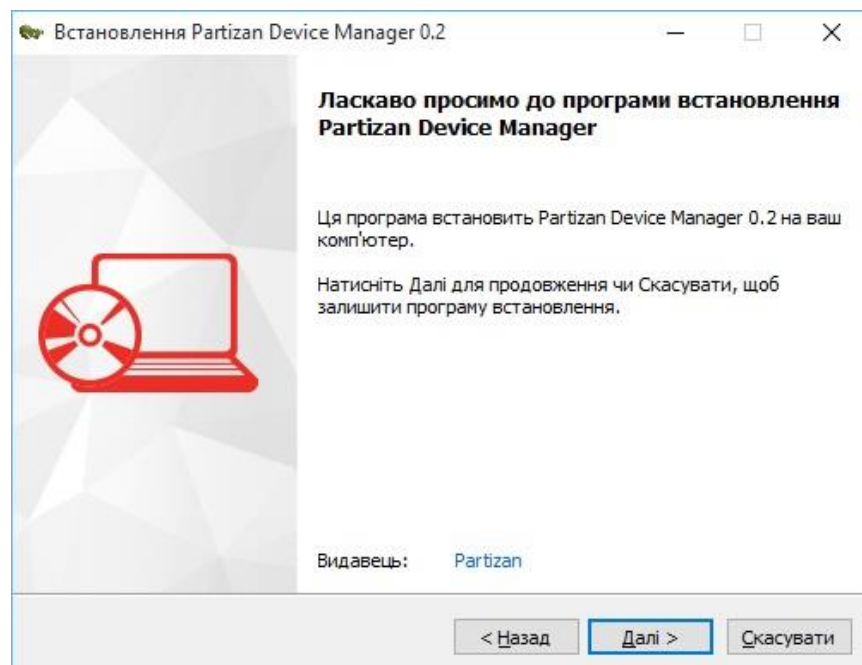 Встановлення Partizan Device Manager 0.2
Ласкаво просимо до програми встановлення
Partizan Device Manager
Ця програма встановить Partizan Device Manager 0.2 на ваш
комп'ютер.
Натисніть Далі для продовження чи Скасувати, щоб
залишити програму встановлення.
Видавець: Partizan
< Назад
Далі >
Скасувати